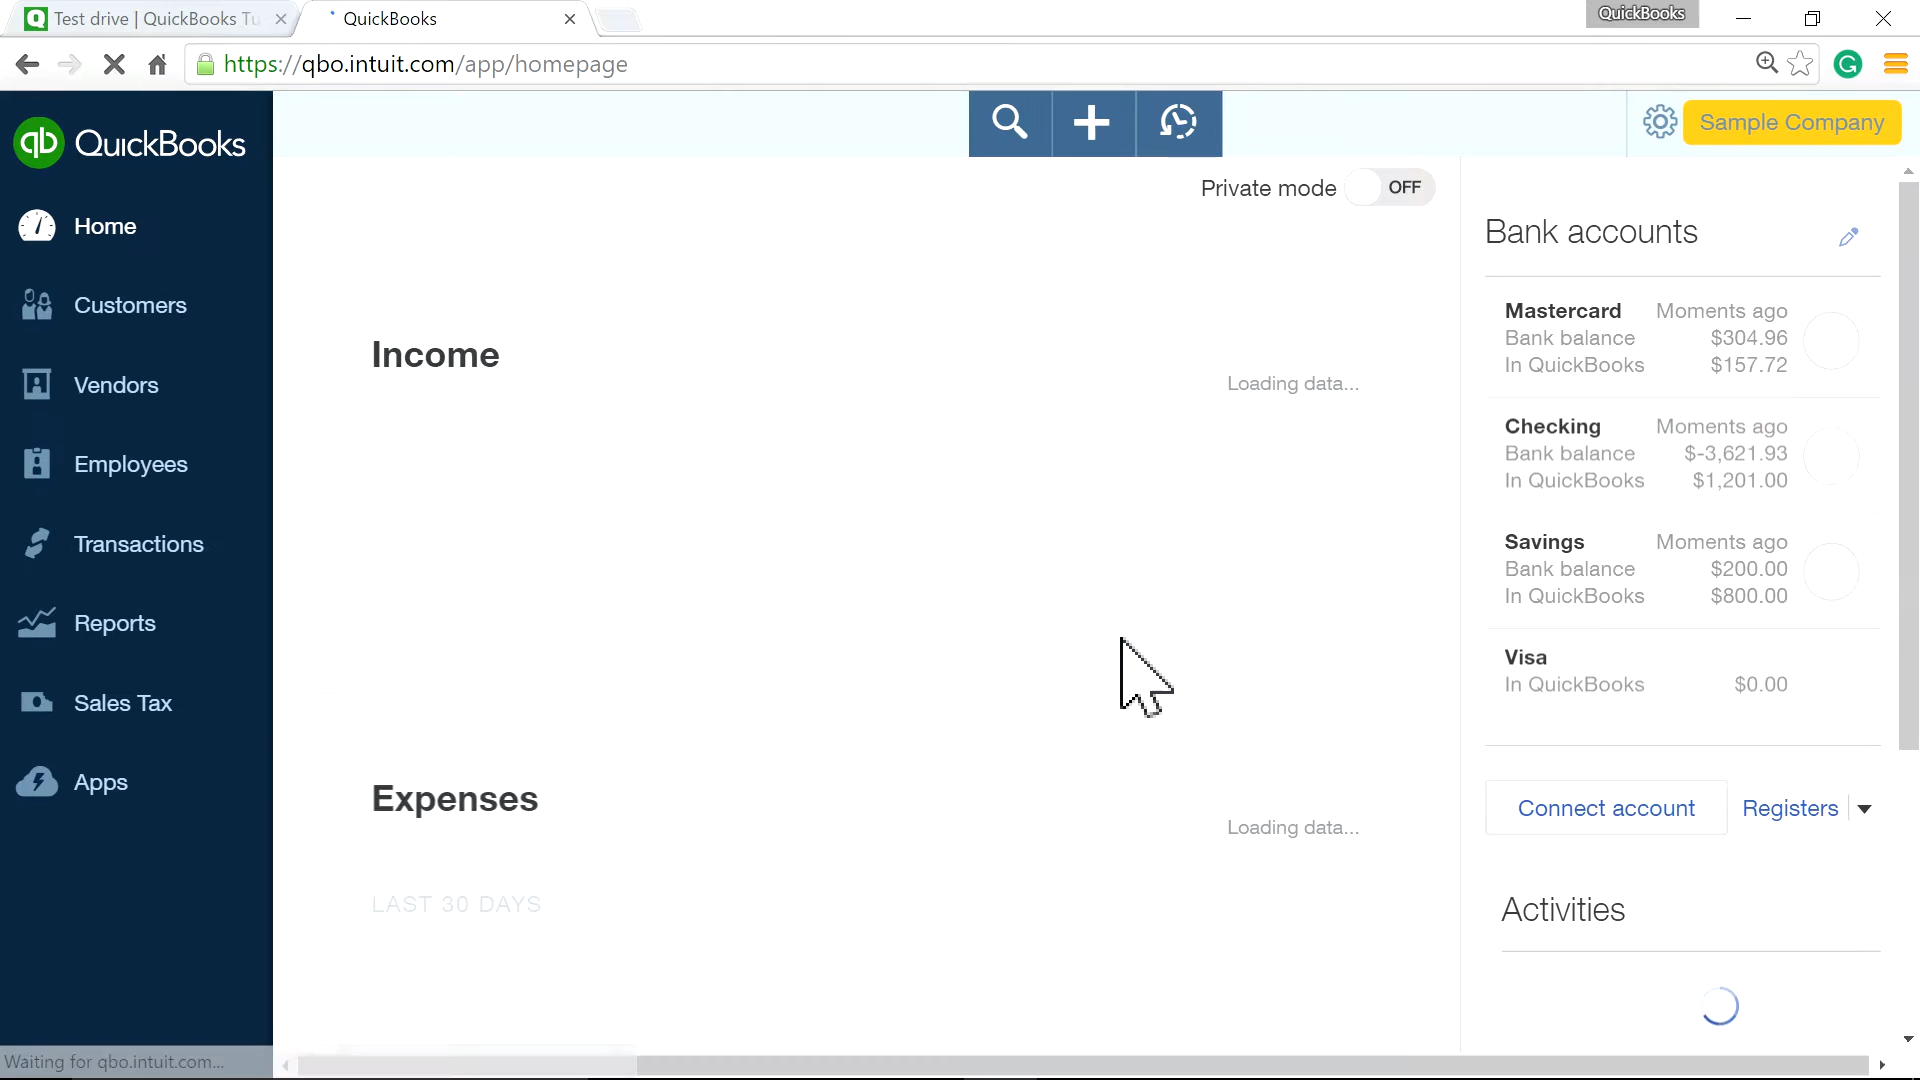 Test drive | QuickBooks Tu
QuickBooks
QuickBooks
https://qbo.intuit.com/app/homepage
QuickBooks
Sample Company
Home
Customers
Vendors
Employees
Transactions
Reports
Sales Tax
Apps
Private mode OFF
Income
Loading data...
Expenses
Loading data...
LAST 30 DAYS
Bank accounts
Mastercard Moments ago
Bank balance $304.96
In QuickBooks $157.72
Checking Moments ago
Bank balance $-3,621.93
In QuickBooks $1,201.00
Savings Moments ago
Bank balance $200.00
In QuickBooks $800.00
Visa
In QuickBooks $0.00
Connect account Registers
Activities
Waiting for qbo.intuit.com...